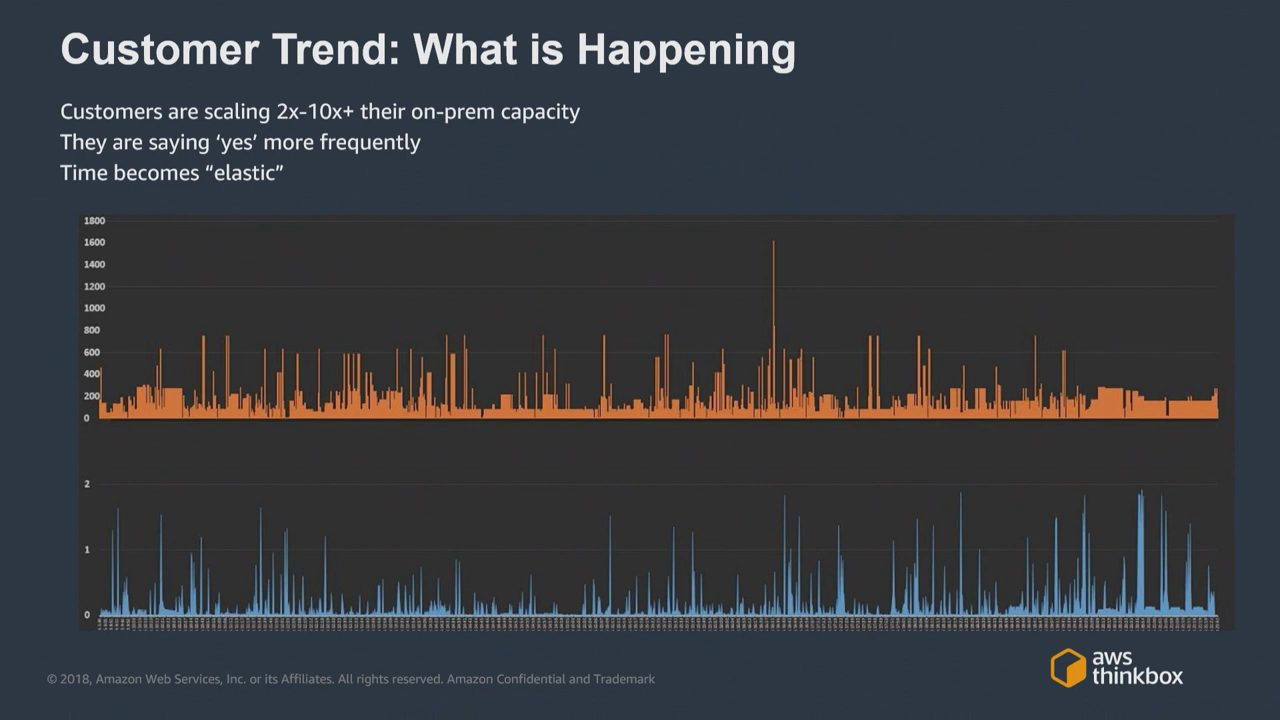 Customer Trend: What is Happening
Customers are scaling 2x-10x+ their on-prem capacity
They are saying ‘yes’ more frequently
Time becomes “elastic”
1800
1600
1400
1200
1000
800
600
400
200
0
2
1
0
© 2018, Amazon Web Services, Inc. or its Affiliates. All rights reserved. Amazon Confidential and Trademark
aws
thinkbox